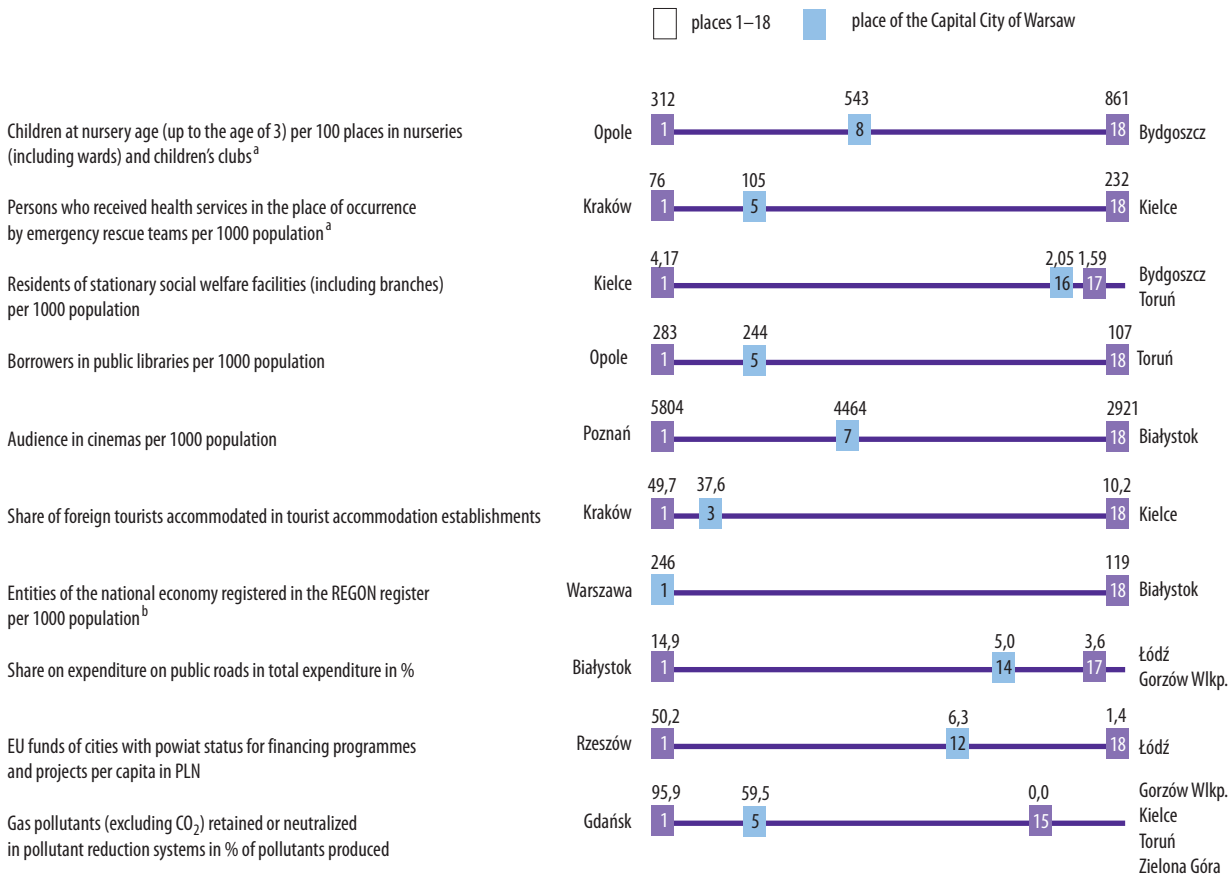 places 1–18 place of the Capital City of Warsaw
312 543 861
Children at nursery age (up to the age of 3) per 100 places in nurseries
(including wards) and children's clubs a
Opole 1 8 18 Bydgoszcz
76 105 232
Persons who received health services in the place of occurrence
by emergency rescue teams per 1000 population a
Kraków 1 5 18 Kielce
4,17 2,05 1,59
Residents of stationary social welfare facilities (including branches)
per 1000 population
Kielce 1 16 17 Bydgoszcz
Toruń
283 244 107
Borrowers in public libraries per 1000 population Opole 1 5 18 Toruń
5804 4464 2921
Audience in cinemas per 1000 population Poznań 1 7 18 Białystok
49,7 37,6 10,2
Share of foreign tourists accommodated in tourist accommodation establishments Kraków 1 3 18 Kielce
246 119
Entities of the national economy registered in the REGON register
per 1000 population b
Warszawa 1 18 Białystok
14,9 5,0 3,6
Share on expenditure on public roads in total expenditure in % Białystok 1 14 17 Łódź
Gorzów Wlkp.
50,2 6,3 1,4
EU funds of cities with powiat status for financing programmes
and projects per capita in PLN
Rzeszów 1 12 18 Łódź
95,9 59,5 0,0
Gas pollutants (excluding CO2) retained or neutralized
in pollutant reduction systems in % of pollutants produced
Gdańsk 1 5 15 Gorzów Wlkp.
Kielce
Toruń
Zielona Góra